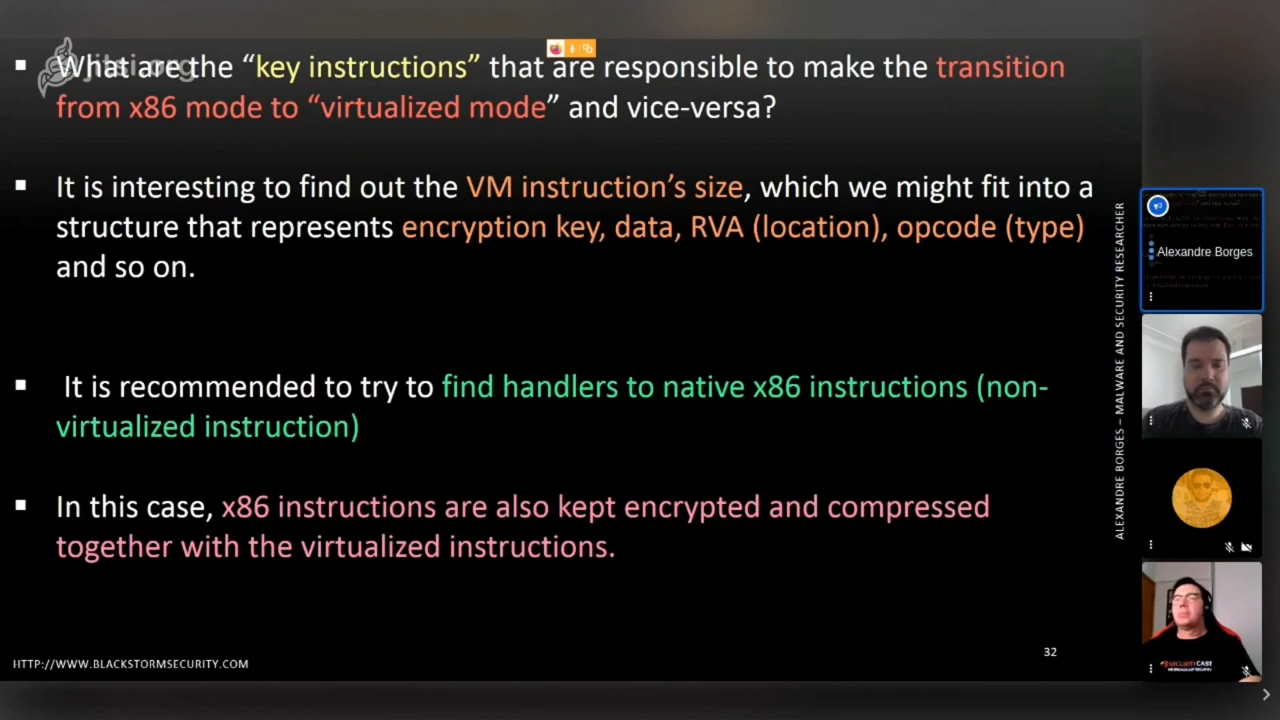 jitsi.org
▪ What are the “key instructions” that are responsible to make the transition
from x86 mode to “virtualized mode” and vice-versa?
▪ It is interesting to find out the VM instruction’s size, which we might fit into a
structure that represents encryption key, data, RVA (location), opcode (type)
and so on.
▪ It is recommended to try to find handlers to native x86 instructions (non-
virtualized instruction)
▪ In this case, x86 instructions are also kept encrypted and compressed
together with the virtualized instructions.
HTTP://WWW.BLACKSTORMSECURITY.COM
32
ALEXANDRE BORGES – MALWARE AND SECURITY RESEARCHER
Alexandre Borges
SECURITYCAST